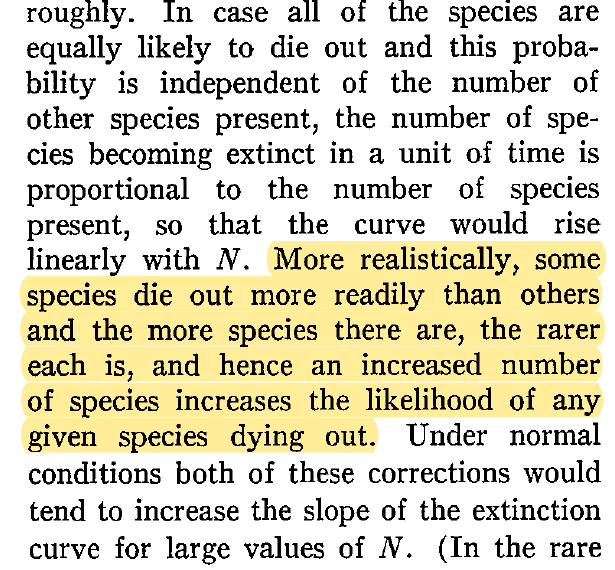 roughly. In case all of the species are
equally likely to die out and this proba-
bility is independent of the number of
other species present, the number of spe-
cies becoming extinct in a unit of time is
proportional to the number of species
present, so that the curve would rise
linearly with N. More realistically, some
species die out more readily than others
and the more species there are, the rarer
each is, and hence an increased number
of species increases the likelihood of any
given species dying out. Under normal
conditions both of these corrections would
tend to increase the slope of the extinction
curve for large values of N. (In the rare